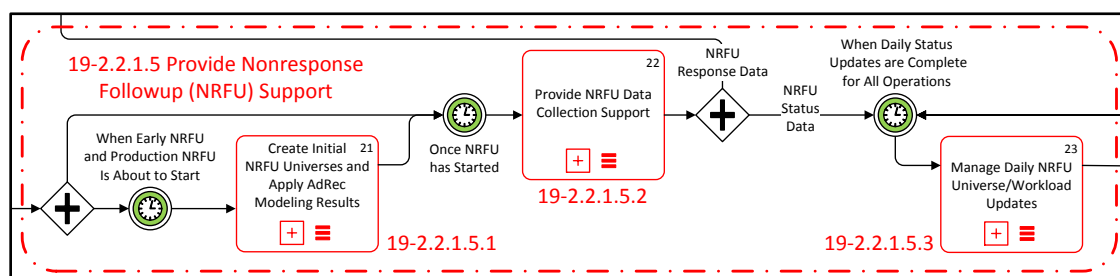 19-2.2.1.5 Provide Nonresponse
Followup (NRFU) Support
When Early NRFU
and Production NRFU
Is About to Start
21
Create Initial
NRFU Universes and
Apply AdRec
Modeling Results
19-2.2.1.5.1
Once NRFU
has Started
22
Provide NRFU Data
Collection Support
19-2.2.1.5.2
NRFU
Response Data
NRFU
Status
Data
When Daily Status
Updates are Complete
for All Operations
23
Manage Daily NRFU
Universe/Workload
Updates
19-2.2.1.5.3